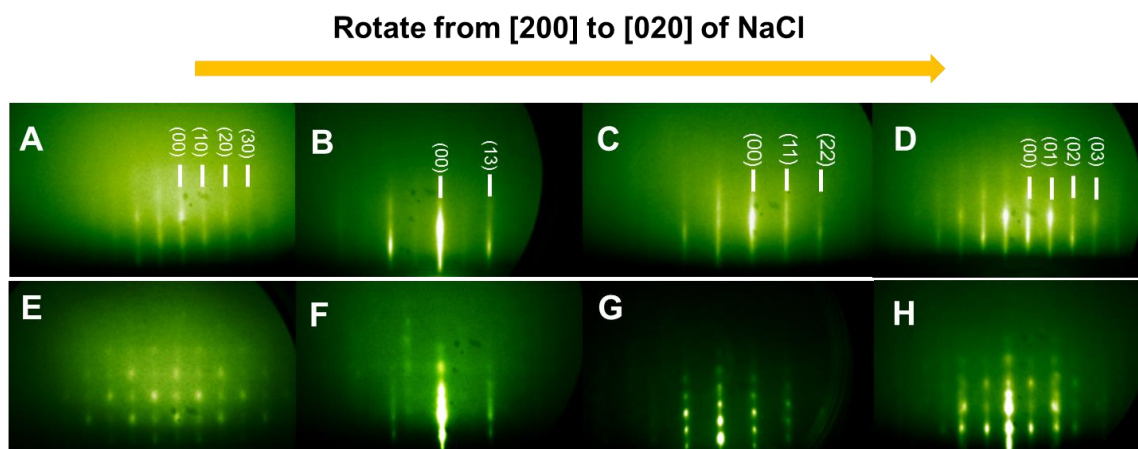 Rotate from [200] to [020] of NaCl
A
(00)
(10)
(20)
(30)
B
(00)
(13)
C
(00)
(11)
(22)
D
(00)
(01)
(02)
(03)
E
F
G
H